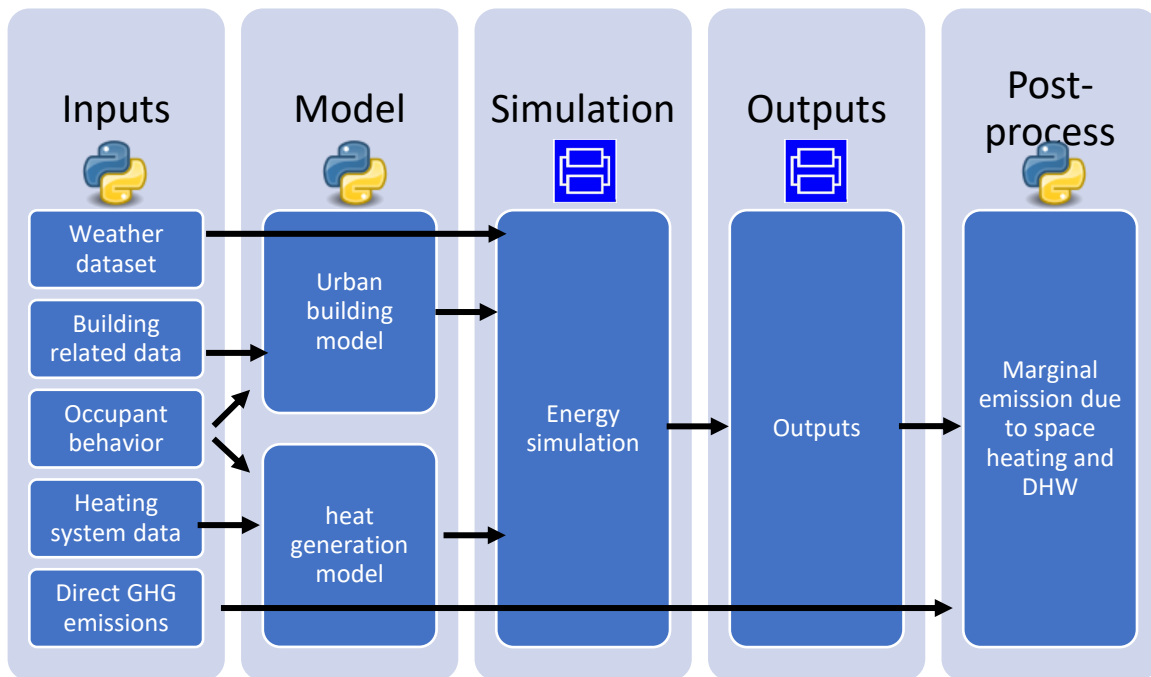 Inputs
Weather
dataset
Building
related data
Occupant
behavior
Heating
system data
Direct GHG
emissions
Model
Urban
building
model
heat
generation
model
Simulation
Energy
simulation
Outputs
Outputs
Post-
process
Marginal
emission due
to space
heating and
DHW